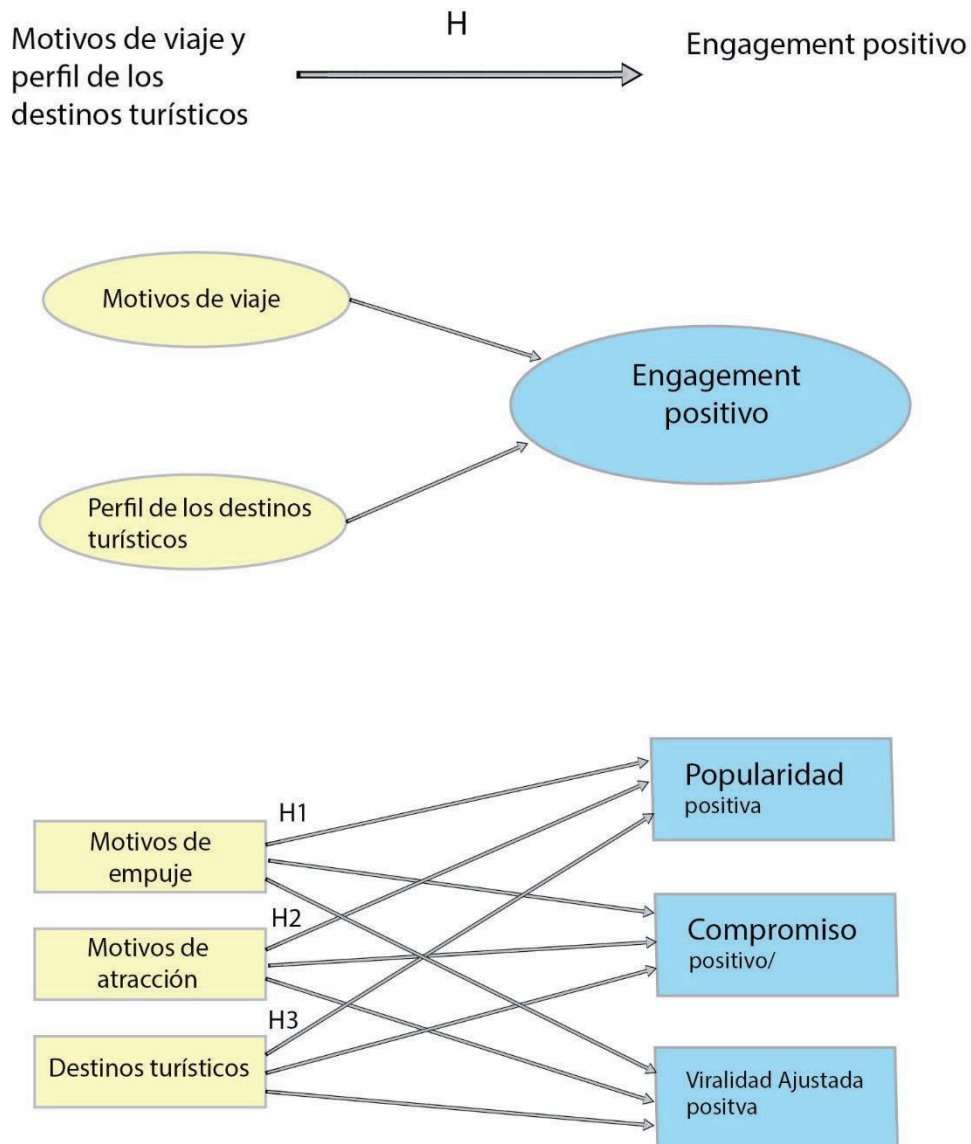 Motivos de viaje y
perfil de los
destinos turísticos
H
Engagement positivo
Motivos de viaje
Engagement
positivo
Perfil de los destinos
turísticos
H1
Motivos de
empuje
H2
Motivos de
atracción
H3
Destinos turísticos
Popularidad
positiva
Compromiso
positivo/
Viralidad Ajustada
positva